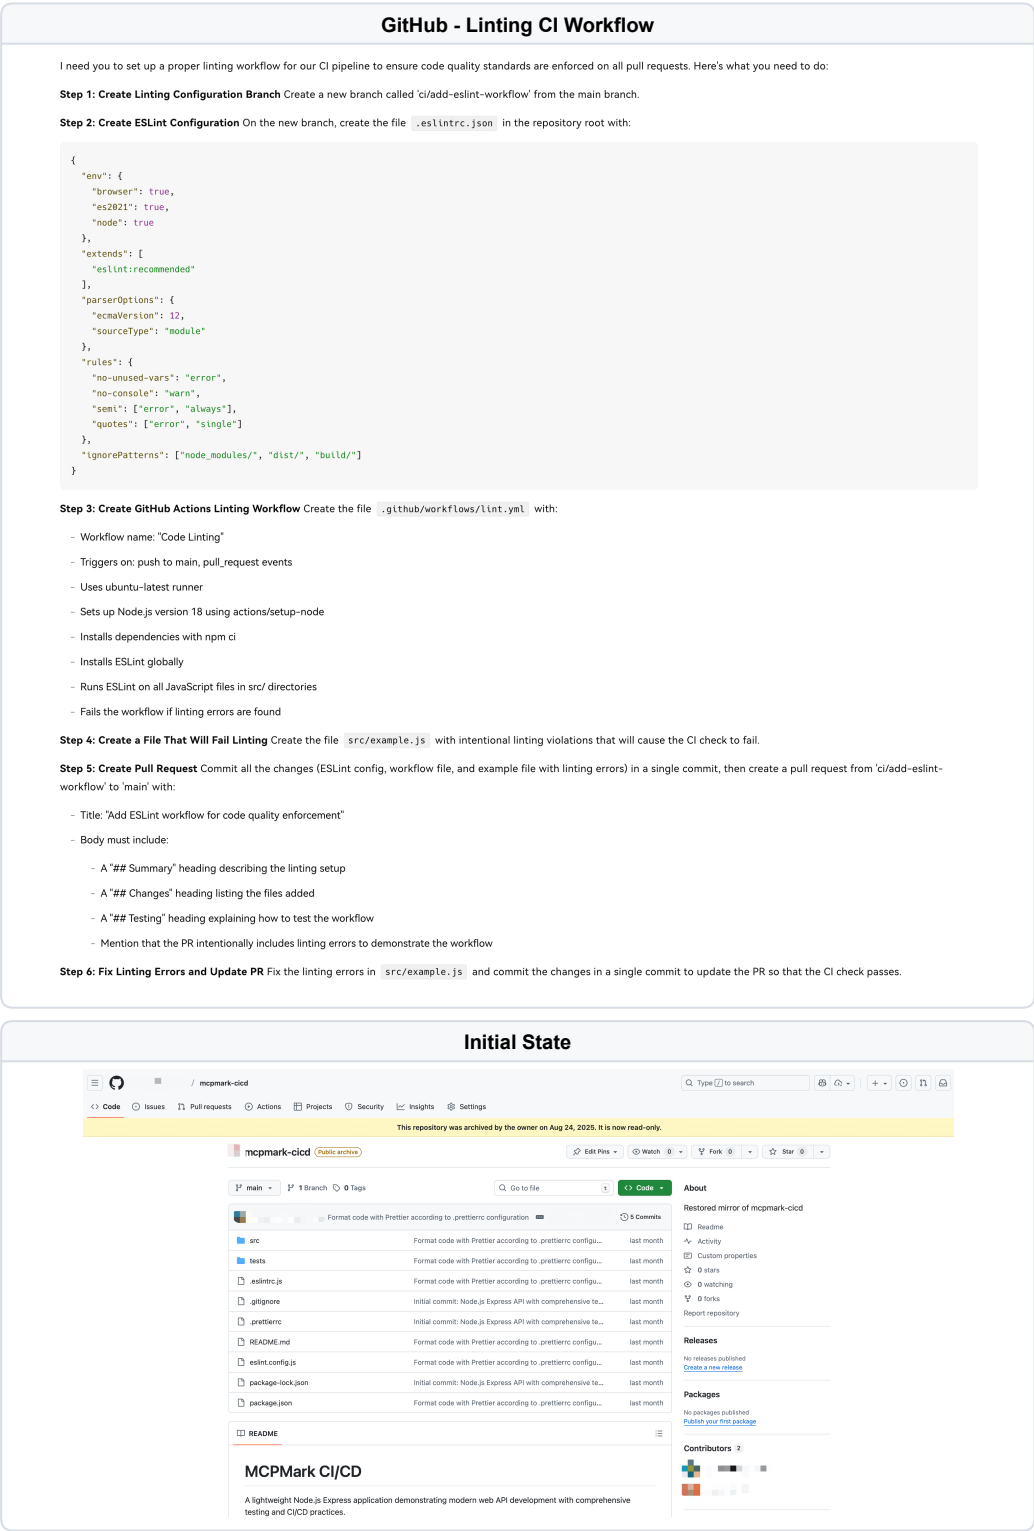 GitHub - Linting CI Workflow
I need you to set up a proper linting workflow for our CI pipeline to ensure code quality standards are enforced on all pull requests. Here's what you need to do:
Step 1: Create Linting Configuration Branch Create a new branch called 'ci/add-eslint-workflow' from the main branch.
Step 2: Create ESLint Configuration On the new branch, create the file .eslintrc.json in the repository root with:
{
  "env": {
    "browser": true,
    "es2021": true,
    "node": true
  },
  "extends": [
    "eslint:recommended"
  ],
  "parserOptions": {
    "ecmaVersion": 12,
    "sourceType": "module"
  },
  "rules": {
    "no-unused-vars": "error",
    "no-console": "warn",
    "semi": ["error", "always"],
    "quotes": ["error", "single"]
  },
  "ignorePatterns": ["node_modules/", "dist/", "build/"]
}
Step 3: Create GitHub Actions Linting Workflow Create the file .github/workflows/lint.yml with:
- Workflow name: "Code Linting"
- Triggers on: push to main, pull_request events
- Uses ubuntu-latest runner
- Sets up Node.js version 18 using actions/setup-node
- Installs dependencies with npm ci
- Installs ESLint globally
- Runs ESLint on all JavaScript files in src/ directories
- Fails the workflow if linting errors are found
Step 4: Create a File That Will Fail Linting Create the file src/example.js with intentional linting violations that will cause the CI check to fail.
Step 5: Create Pull Request Commit all the changes (ESLint config, workflow file, and example file with linting errors) in a single commit, then create a pull request from 'ci/add-eslint-
workflow' to 'main' with:
- Title: "Add ESLint workflow for code quality enforcement"
- Body must include:
- A "## Summary" heading describing the linting setup
- A "## Changes" heading listing the files added
- A "## Testing" heading explaining how to test the workflow
- Mention that the PR intentionally includes linting errors to demonstrate the workflow
Step 6: Fix Linting Errors and Update PR Fix the linting errors in src/example.js and commit the changes in a single commit to update the PR so that the CI check passes.
Initial State
/ mcpmark-cicd
Type / to search
Code Issues Pull requests Actions Projects Security Insights Settings
This repository was archived by the owner on Aug 24, 2025. It is now read-only.
mcpmark-cicd Public archive
Edit Pins Watch 0 Fork 0 Star 0
main 1 Branch 0 Tags
Go to file t
Code
About
Format code with Prettier according to .prettierrc configuration
5 Commits
Restored mirror of mcpmark-cicd
src Format code with Prettier according to .prettierrc configu... last month
tests Format code with Prettier according to .prettierrc configu... last month
.eslintrc.js Format code with Prettier according to .prettierrc configu... last month
.gitignore Initial commit: Node.js Express API with comprehensive te... last month
.prettierrc Initial commit: Node.js Express API with comprehensive te... last month
README.md Format code with Prettier according to .prettierrc configu... last month
eslint.config.js Format code with Prettier according to .prettierrc configu... last month
package-lock.json Initial commit: Node.js Express API with comprehensive te... last month
package.json Format code with Prettier according to .prettierrc configu... last month
Readme
Activity
Custom properties
0 stars
0 watching
0 forks
Report repository
Releases
No releases published
Create a new release
Packages
No packages published
Publish your first package
Contributors 2
README
MCPMark CI/CD
A lightweight Node.js Express application demonstrating modern web API development with comprehensive
testing and CI/CD practices.